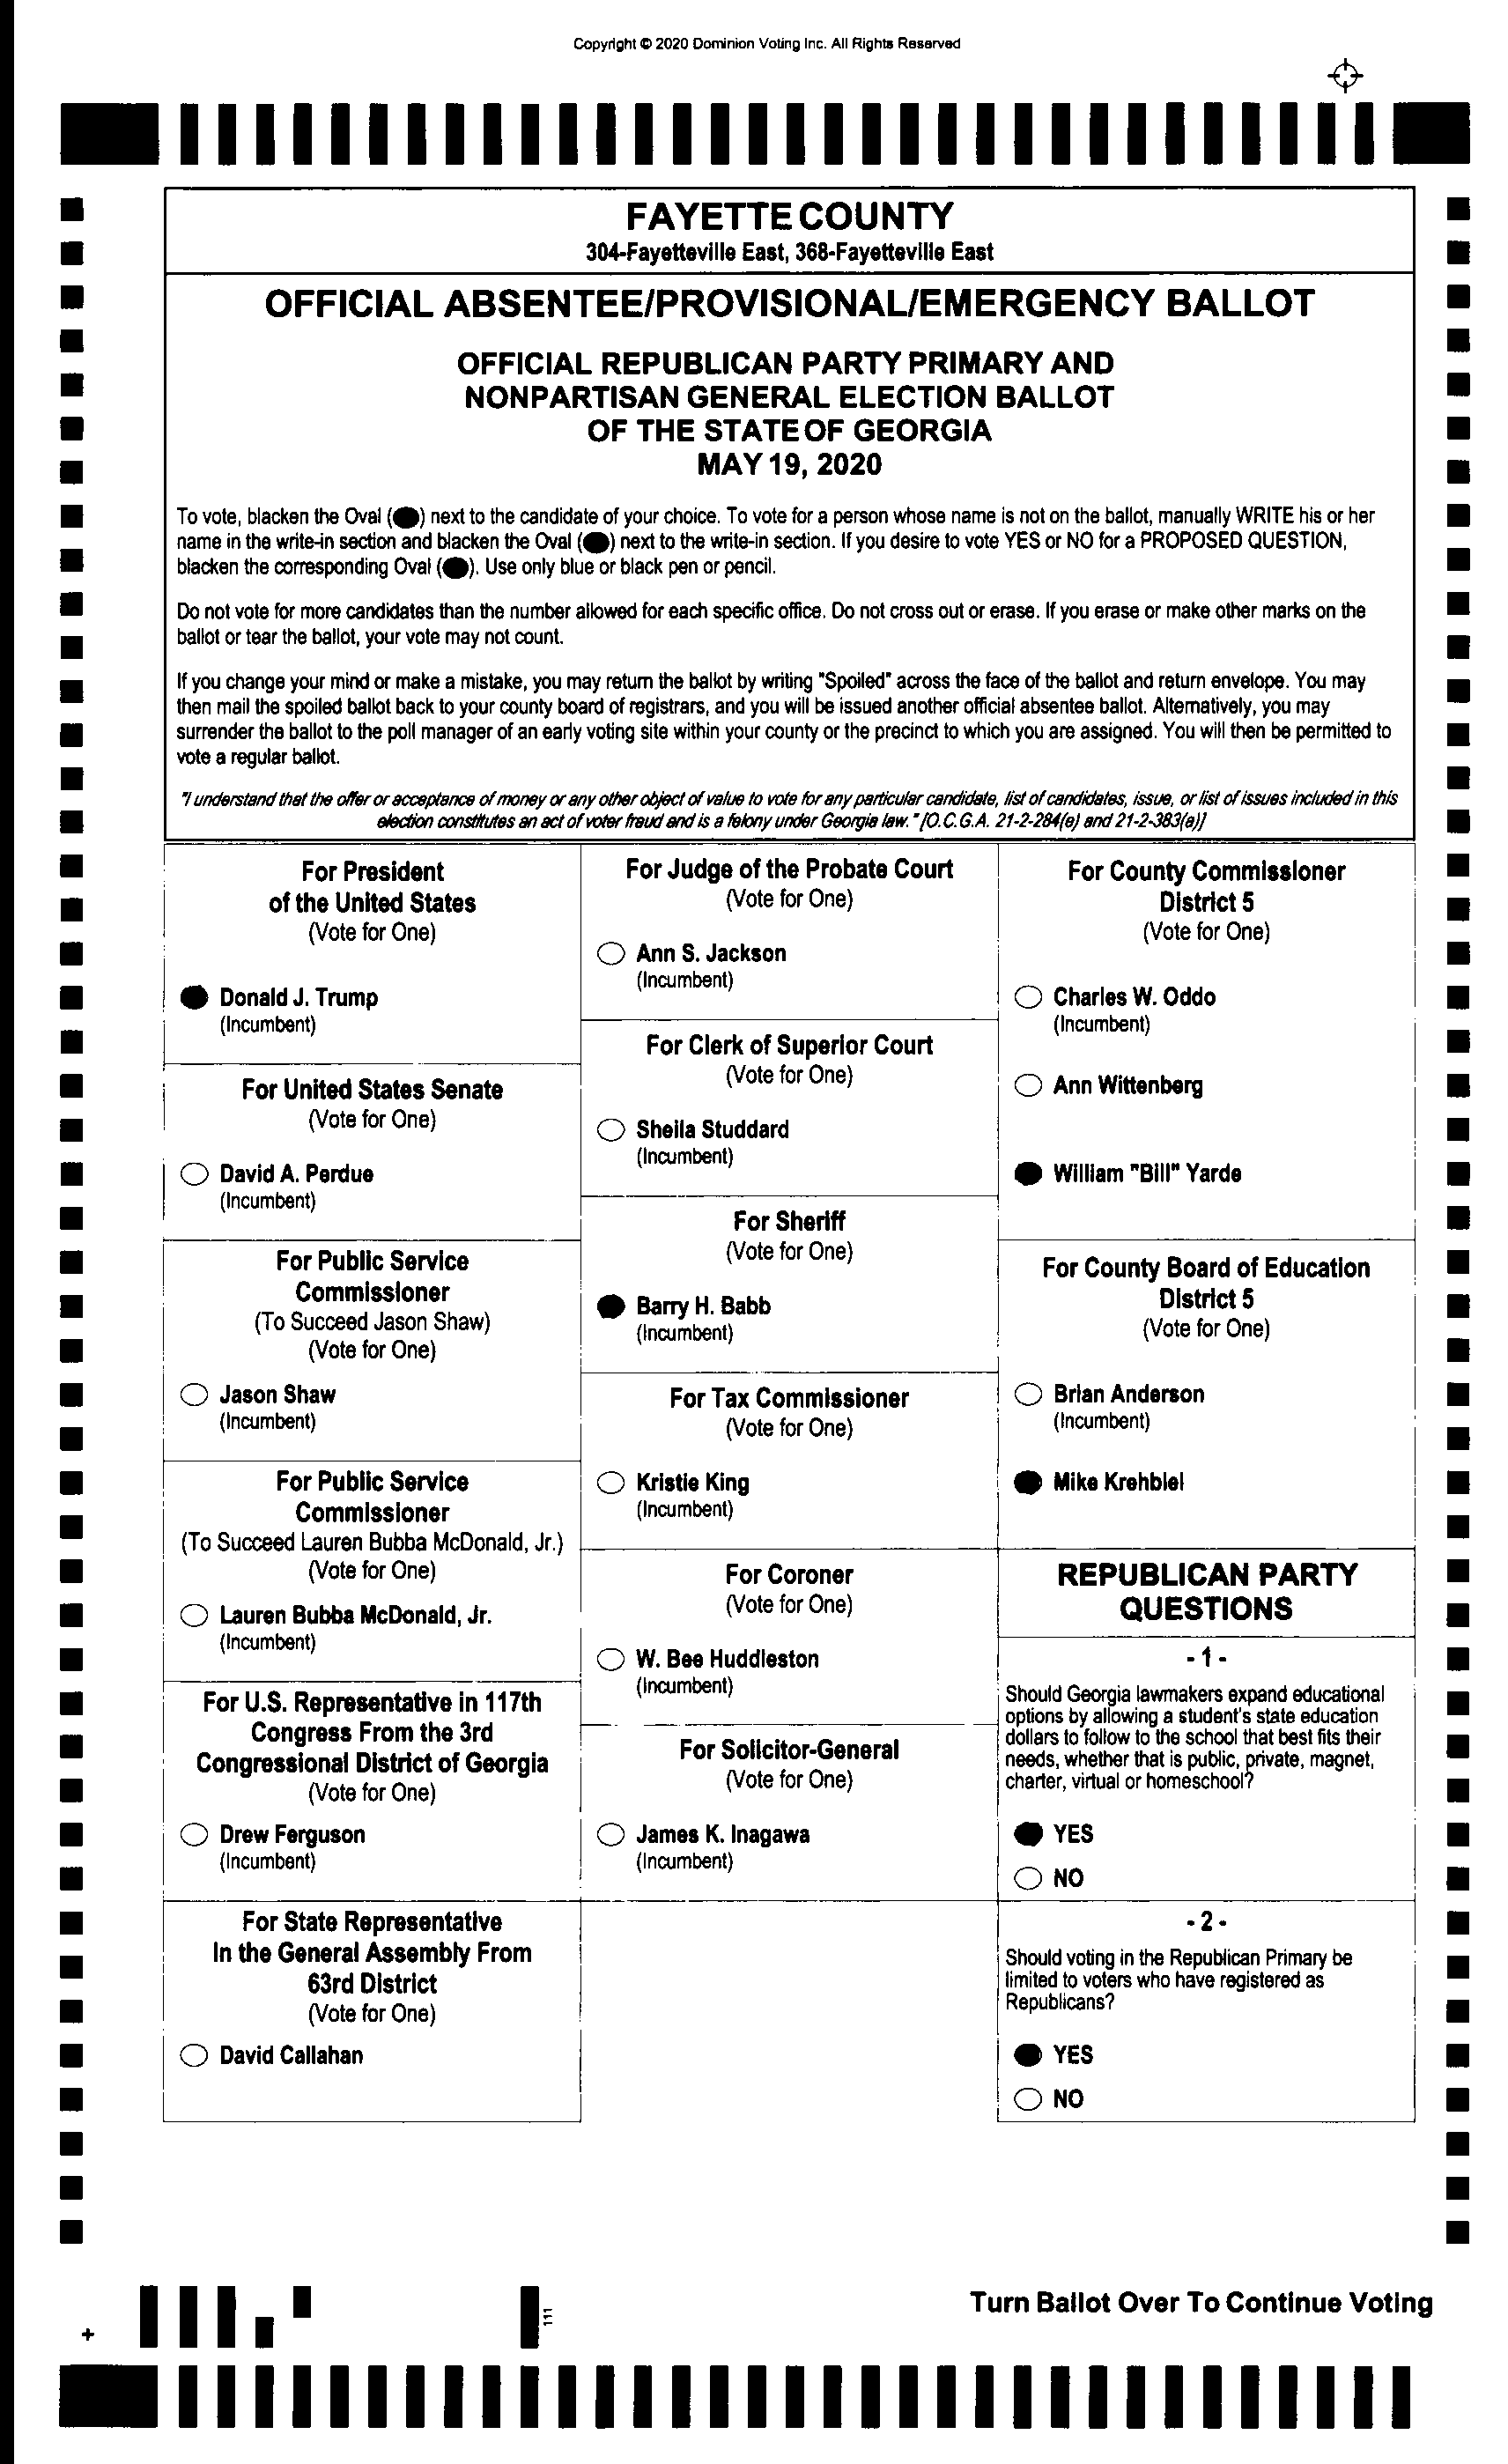 Copyright © 2020 Dominion Voting Inc. All Rights Reserved
FAYETTE COUNTY
304-Fayetteville East, 368-Fayetteville East
OFFICIAL ABSENTEE/PROVISIONAL/EMERGENCY BALLOT
OFFICIAL REPUBLICAN PARTY PRIMARY AND
NONPARTISAN GENERAL ELECTION BALLOT
OF THE STATE OF GEORGIA
MAY 19, 2020
To vote, blacken the Oval ( ) next to the candidate of your choice. To vote for a person whose name is not on the ballot, manually WRITE his or her
name in the write-in section and blacken the Oval ( ) next to the write-in section. If you desire to vote YES or NO for a PROPOSED QUESTION,
blacken the corresponding Oval ( ). Use only blue or black pen or pencil.
Do not vote for more candidates than the number allowed for each specific office. Do not cross out or erase. If you erase or make other marks on the
ballot or tear the ballot, your vote may not count.
If you change your mind or make a mistake, you may return the ballot by writing "Spoiled" across the face of the ballot and return envelope. You may
then mail the spoiled ballot back to your county board of registrars, and you will be issued another official absentee ballot. Alternatively, you may
surrender the ballot to the poll manager of an early voting site within your county or the precinct to which you are assigned. You will then be permitted to
vote a regular ballot.
"I understand that the offer or acceptance of money or any other object of value to vote for any particular candidate, list of candidates, issue, or list of issues included in this
election constitutes an act of voter fraud and is a felony under Georgia law." [O.C.G.A. 21-2-284(e) and 21-2-383(a)]
For President
of the United States
(Vote for One)
Donald J. Trump
(Incumbent)
For United States Senate
(Vote for One)
David A. Perdue
(Incumbent)
For Public Service
Commissioner
(To Succeed Jason Shaw)
(Vote for One)
Jason Shaw
(Incumbent)
For Public Service
Commissioner
(To Succeed Lauren Bubba McDonald, Jr.)
(Vote for One)
Lauren Bubba McDonald, Jr.
(Incumbent)
For U.S. Representative in 117th
Congress From the 3rd
Congressional District of Georgia
(Vote for One)
Drew Ferguson
(Incumbent)
For State Representative
In the General Assembly From
63rd District
(Vote for One)
David Callahan
For Judge of the Probate Court
(Vote for One)
Ann S. Jackson
(Incumbent)
For Clerk of Superior Court
(Vote for One)
Sheila Studdard
(Incumbent)
For Sheriff
(Vote for One)
Barry H. Babb
(Incumbent)
For Tax Commissioner
(Vote for One)
Kristie King
(Incumbent)
For Coroner
(Vote for One)
W. Bee Huddleston
(Incumbent)
For Solicitor-General
(Vote for One)
James K. Inagawa
(Incumbent)
For County Commissioner
District 5
(Vote for One)
Charles W. Oddo
(Incumbent)
Ann Wittenberg
William "Bill" Yarde
For County Board of Education
District 5
(Vote for One)
Brian Anderson
(Incumbent)
Mike Krehbiel
REPUBLICAN PARTY
QUESTIONS
- 1 -
Should Georgia lawmakers expand educational
options by allowing a student's state education
dollars to follow to the school that best fits their
needs, whether that is public, private, magnet,
charter, virtual or homeschool?
YES
NO
- 2 -
Should voting in the Republican Primary be
limited to voters who have registered as
Republicans?
YES
NO
Turn Ballot Over To Continue Voting
+
111